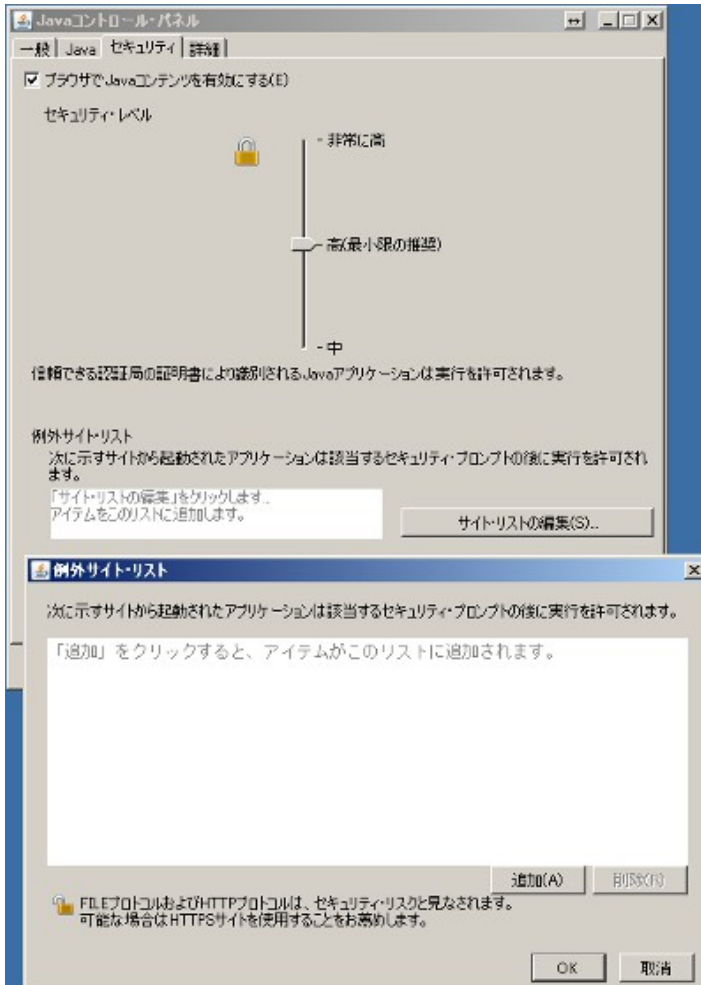 Javaコントロール・パネル
一般 Java セキュリティ 詳細
ブラウザでJavaコンテンツを有効にする(E)
セキュリティ・レベル
- 非常に高
- 高(最小限の推奨)
- 中
信頼できる認証局の証明書により識別されるJavaアプリケーションは実行を許可されます。
例外サイト・リスト
次に示すサイトから起動されたアプリケーションは該当するセキュリティ・プロンプトの後に実行を許可され
ます。
「サイト・リストの編集」をクリックします...
アイテムをこのリストに追加します。
サイト・リストの編集(S)...
例外サイト・リスト
次に示すサイトから起動されたアプリケーションは該当するセキュリティ・プロンプトの後に実行を許可されます。
「追加」をクリックすると、アイテムがこのリストに追加されます。
追加(A) 削除(R)
FILEプロトコルおよびHTTPプロトコルは、セキュリティ・リスクと見なされます。
可能な場合はHTTPSサイトを使用することをお薦めします。
OK 取消